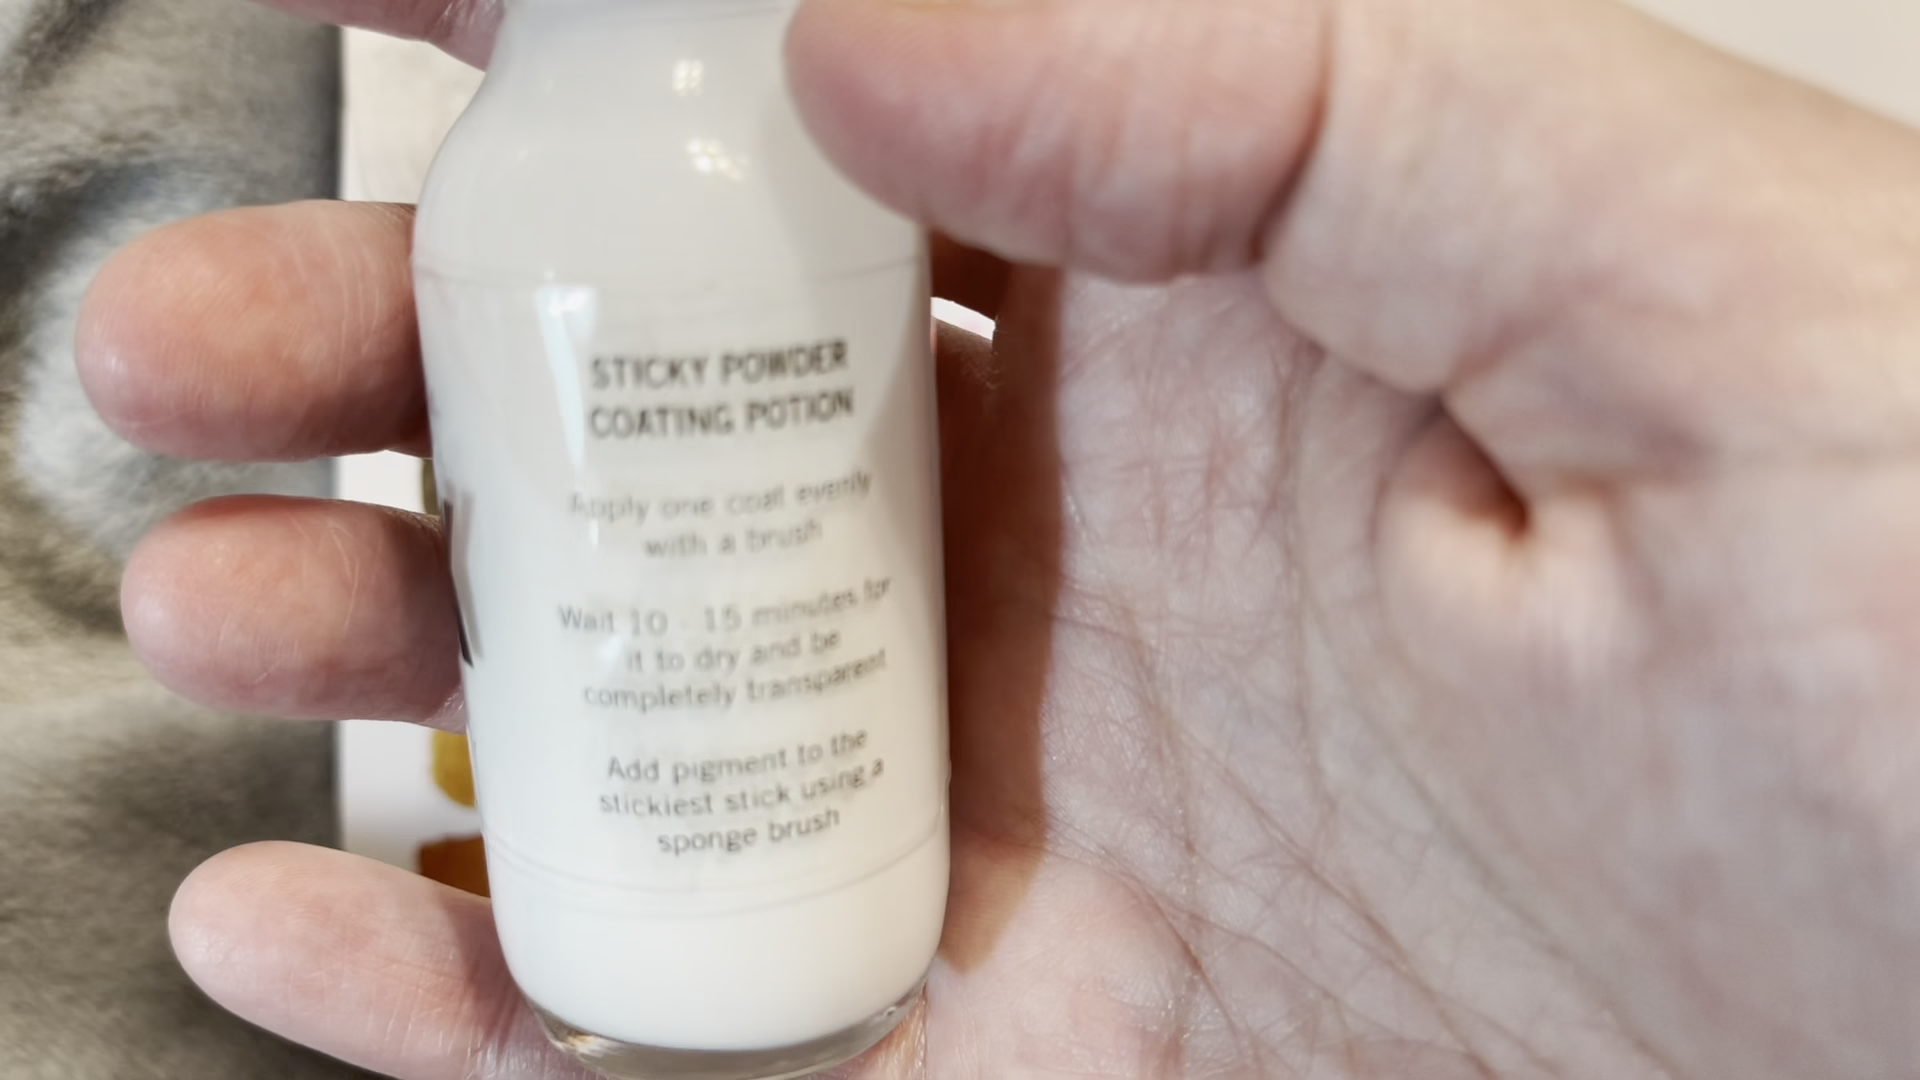 STICKY POWDER
COATING POTION
Apply one coat evenly
with a brush
Wait 10 - 15 minutes for
it to dry and be
completely transparent
Add pigment to the
stickiest stick using a
sponge brush